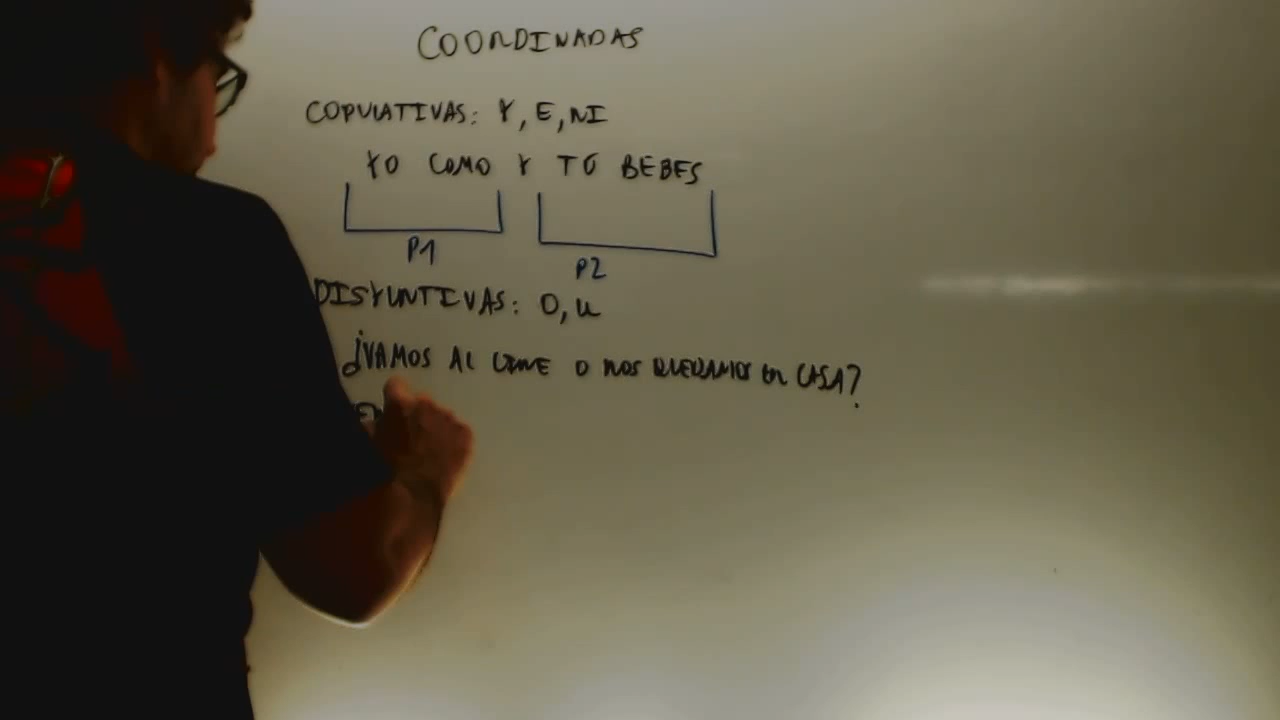 COORDINADAS
COPULATIVAS: Y, E, NI
YO COMO Y TÚ BEBES
P1
P2
DISYUNTIVAS: O, U
¿VAMOS AL CINE O NOS QUEDAMOS EN CASA?